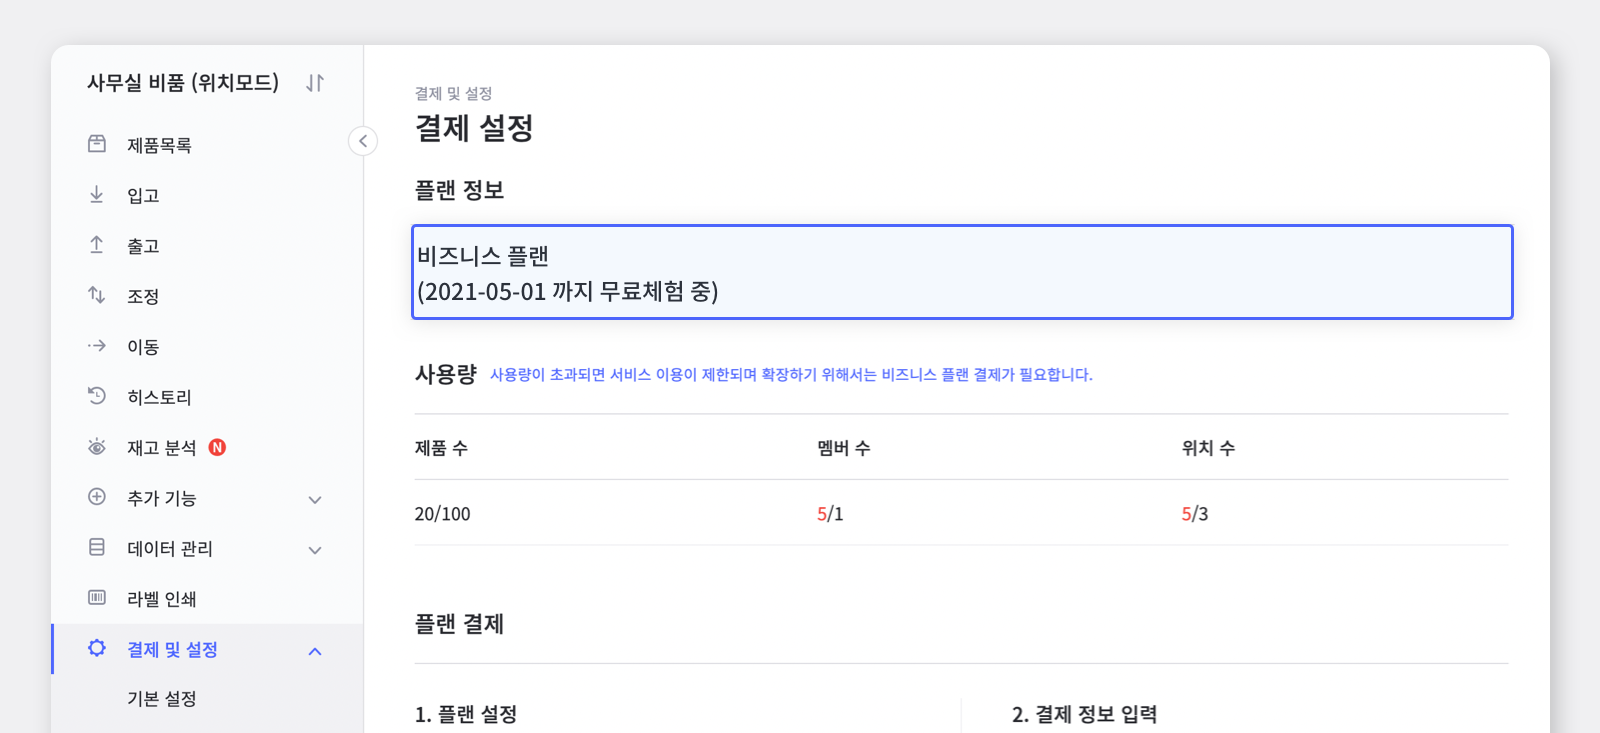 사무실 비품 (위치모드)
제품목록
입고
출고
조정
이동
히스토리
재고 분석 N
추가 기능
데이터 관리
라벨 인쇄
결제 및 설정
기본 설정
결제 및 설정
결제 설정
플랜 정보
비즈니스 플랜
(2021-05-01 까지 무료체험 중)
사용량 사용량이 초과되면 서비스 이용이 제한되며 확장하기 위해서는 비즈니스 플랜 결제가 필요합니다.
제품 수 멤버 수 위치 수
20/100 5/1 5/3
플랜 결제
1. 플랜 설정 2. 결제 정보 입력